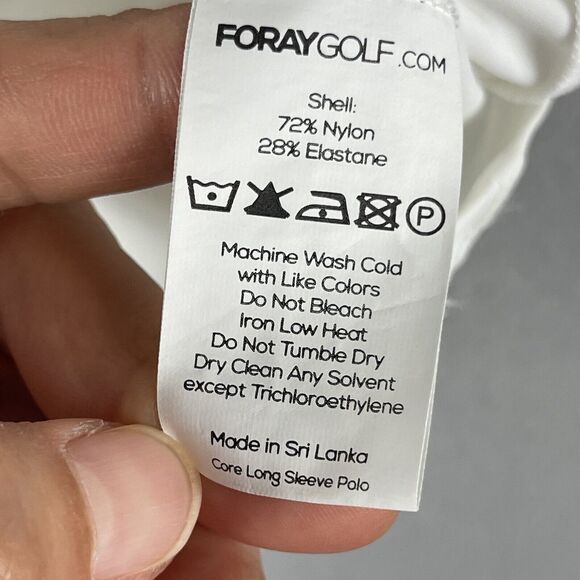 FORAYGOLF.COM
Shell:
72% Nylon
28% Elastane
P
Machine Wash Cold
with Like Colors
Do Not Bleach
Iron Low Heat
Do Not Tumble Dry
Dry Clean Any Solvent
except Trichloroethylene
Made in Sri Lanka
Core Long Sleeve Polo